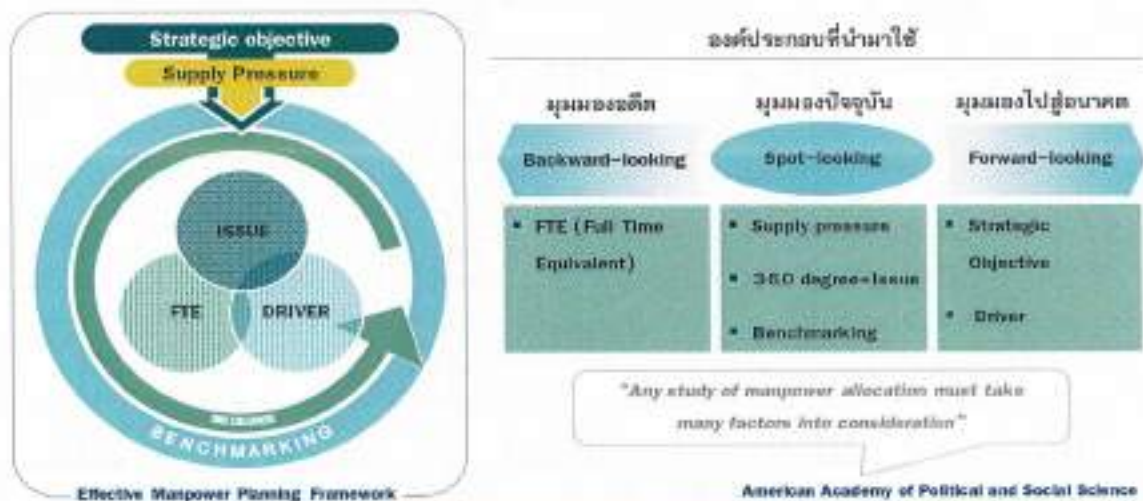 Strategic objective
Supply Pressure
ISSUE
FTE
DRIVER
BENCHMARKING
Effective Manpower Planning Framework
องค์ประกอบที่นำมาใช้
มุมมองอดีต
มุมมองปัจจุบัน
มุมมองไปสู่อนาคต
Backward-looking
Spot-looking
Forward-looking
▪ FTE (Full Time
Equivalent)
▪ Supply pressure
▪ 360 degree+Issue
▪ Benchmarking
▪ Strategic
Objective
▪ Driver
"Any study of manpower allocation must take
many factors into consideration"
American Academy of Political and Social Science